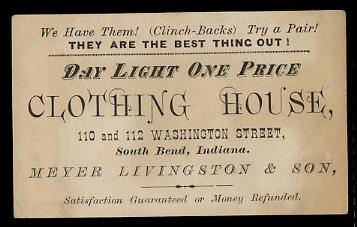 We Have Them! (Clinch-Backs) Try a Pair!
THEY ARE THE BEST THING OUT!
DAY LIGHT ONE PRICE
CLOTHING HOUSE,
110 and 112 WASHINGTON STREET,
South Bend, Indiana.
MEYER LIVINGSTON & SON,
Satisfaction Guaranteed or Money Refunded.